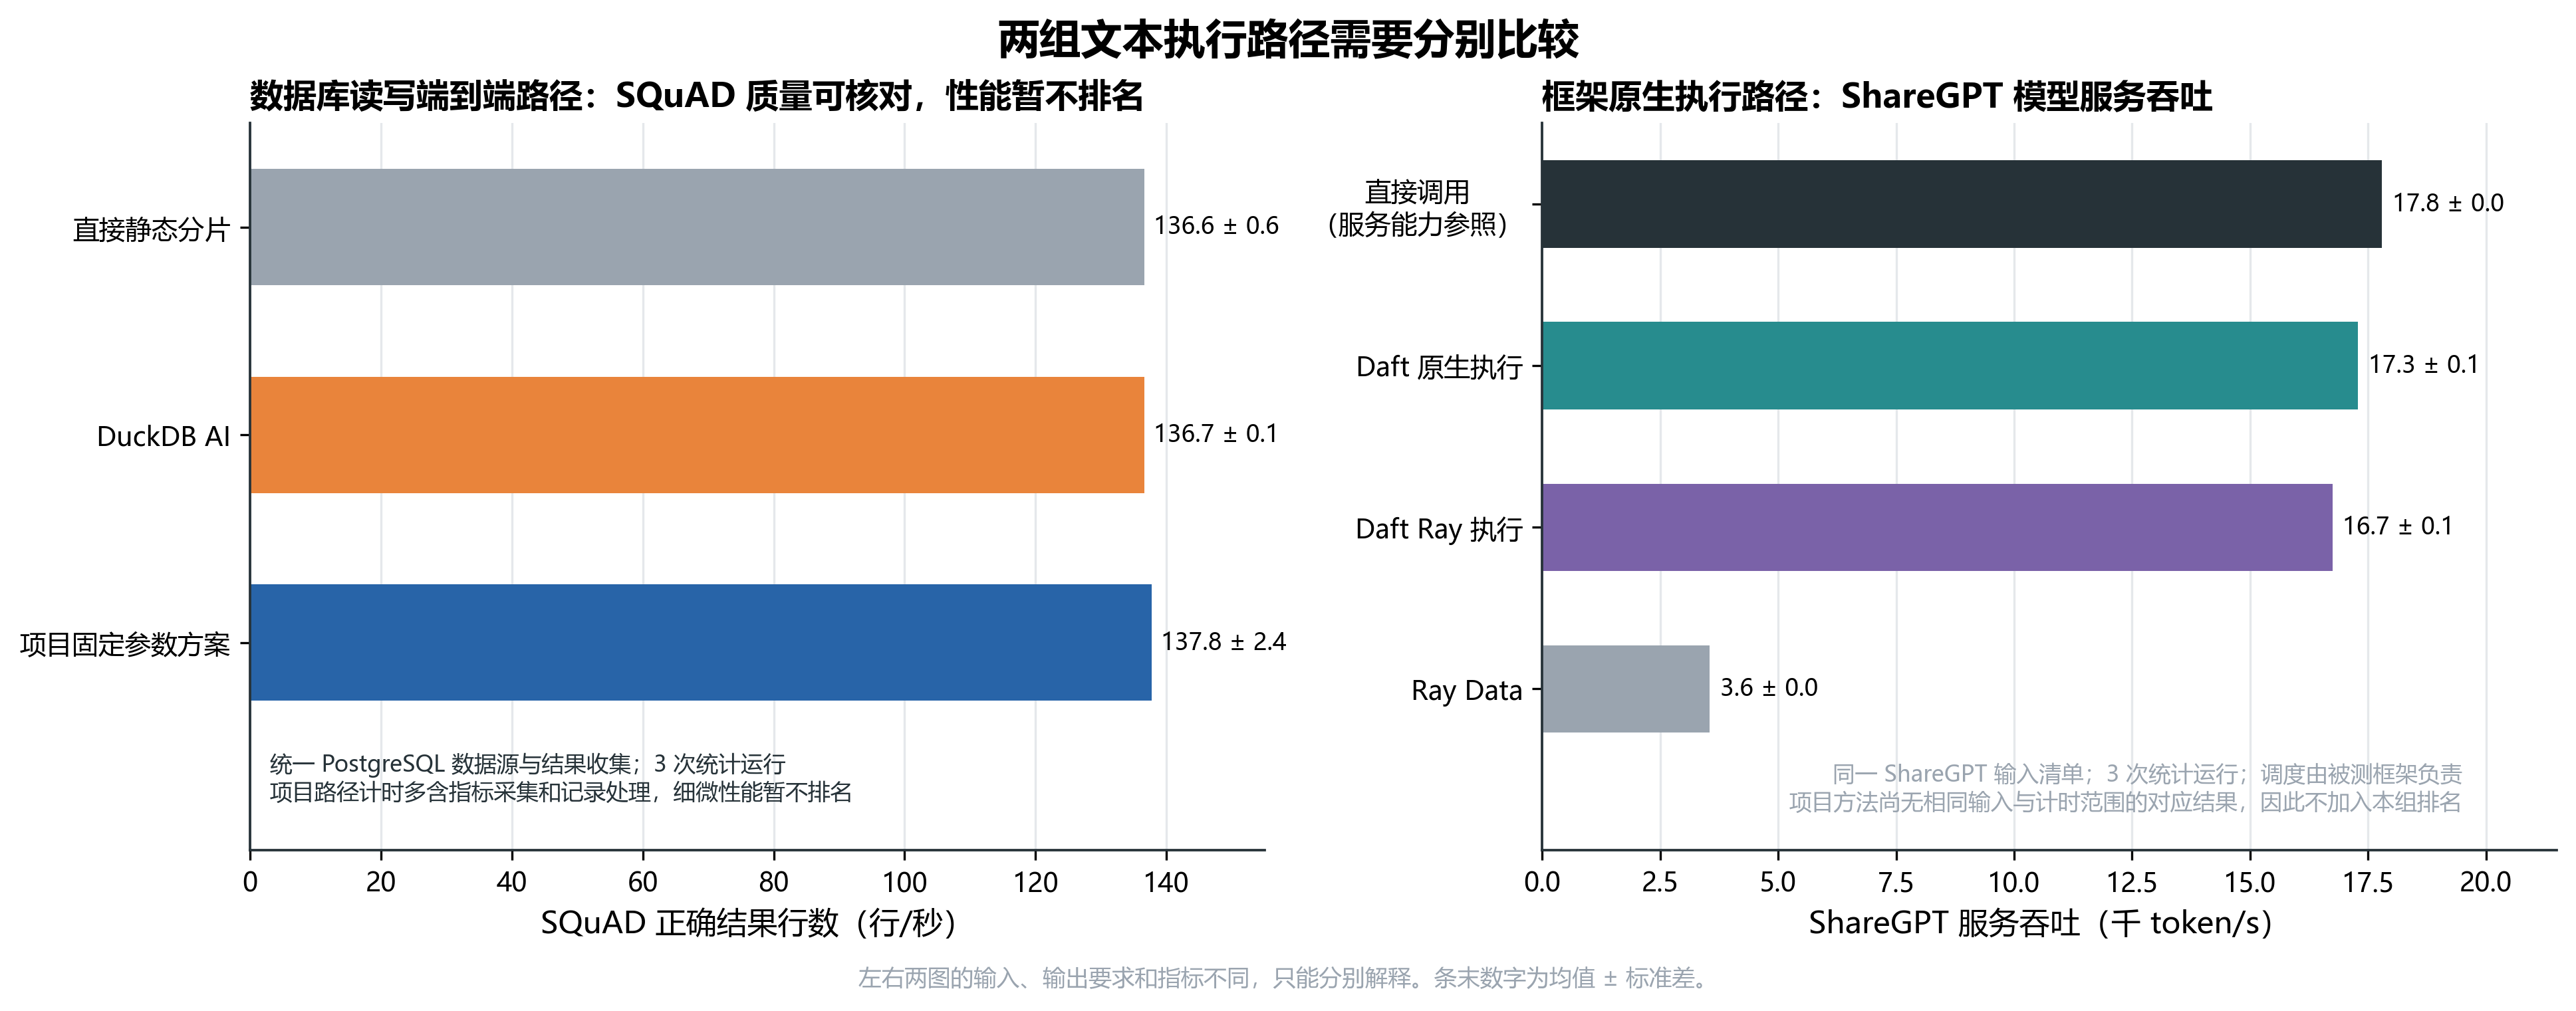 两组文本执行路径需要分别比较
数据库读写端到端路径：SQuAD 质量可核对，性能暂不排名
直接静态分片
136.6 ± 0.6
DuckDB AI
136.7 ± 0.1
项目固定参数方案
137.8 ± 2.4
统一 PostgreSQL 数据源与结果收集；3 次统计运行
项目路径计时多含指标采集和记录处理，细微性能暂不排名
0 20 40 60 80 100 120 140
SQuAD 正确结果行数（行/秒）
框架原生执行路径：ShareGPT 模型服务吞吐
直接调用
（服务能力参照）
17.8 ± 0.0
Daft 原生执行
17.3 ± 0.1
Daft Ray 执行
16.7 ± 0.1
Ray Data
3.6 ± 0.0
同一 ShareGPT 输入清单；3 次统计运行；调度由被测框架负责
项目方法尚无相同输入与计时范围的对应结果，因此不加入本组排名
0.0 2.5 5.0 7.5 10.0 12.5 15.0 17.5 20.0
ShareGPT 服务吞吐（千 token/s）
左右两图的输入、输出要求和指标不同，只能分别解释。条末数字为均值 ± 标准差。